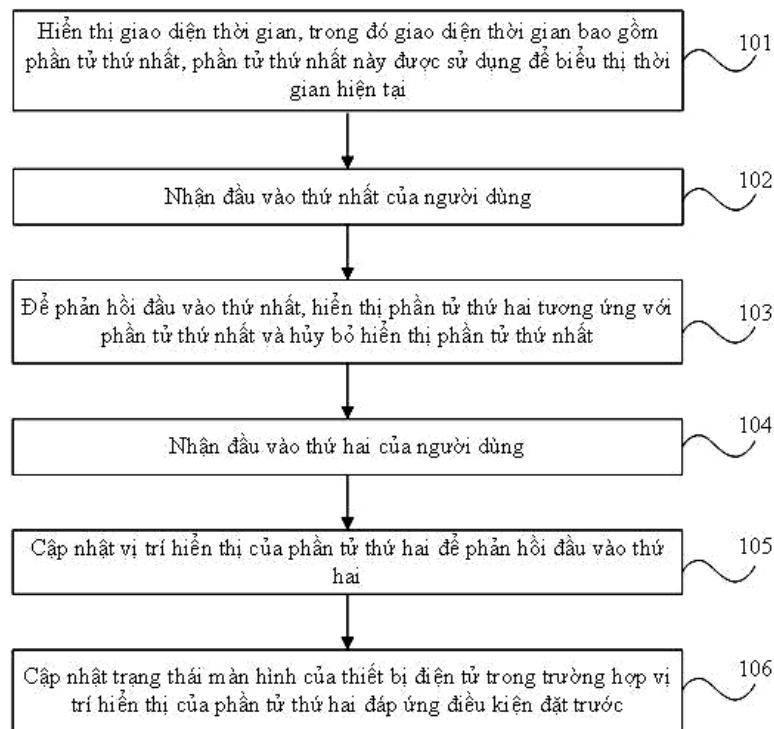 Hiển thị giao diện thời gian, trong đó giao diện thời gian bao gồm
phần tử thứ nhất, phần tử thứ nhất này được sử dụng để biểu thị thời
gian hiện tại
101
Nhận đầu vào thứ nhất của người dùng
102
Để phản hồi đầu vào thứ nhất, hiển thị phần tử thứ hai tương ứng với
phần tử thứ nhất và hủy bỏ hiển thị phần tử thứ nhất
103
Nhận đầu vào thứ hai của người dùng
104
Cập nhật vị trí hiển thị của phần tử thứ hai để phản hồi đầu vào thứ
hai
105
Cập nhật trạng thái màn hình của thiết bị điện tử trong trường hợp vị
trí hiển thị của phần tử thứ hai đáp ứng điều kiện đặt trước
106